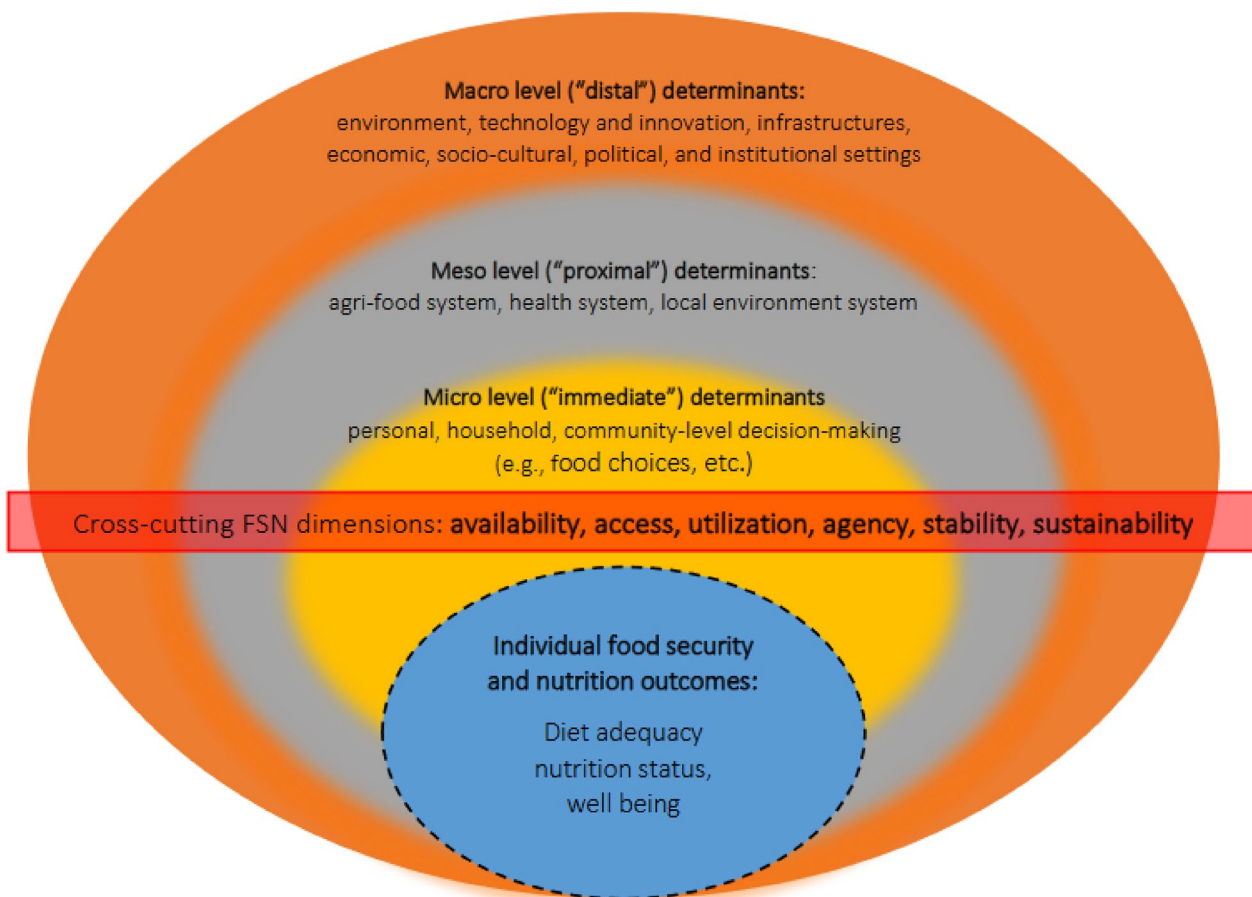 Macro level (“distal”) determinants:
environment, technology and innovation, infrastructures,
economic, socio-cultural, political, and institutional settings
Meso level (“proximal”) determinants:
agri-food system, health system, local environment system
Micro level (“immediate”) determinants
personal, household, community-level decision-making
(e.g., food choices, etc.)
Cross-cutting FSN dimensions: availability, access, utilization, agency, stability, sustainability
Individual food security
and nutrition outcomes:
Diet adequacy
nutrition status,
well being